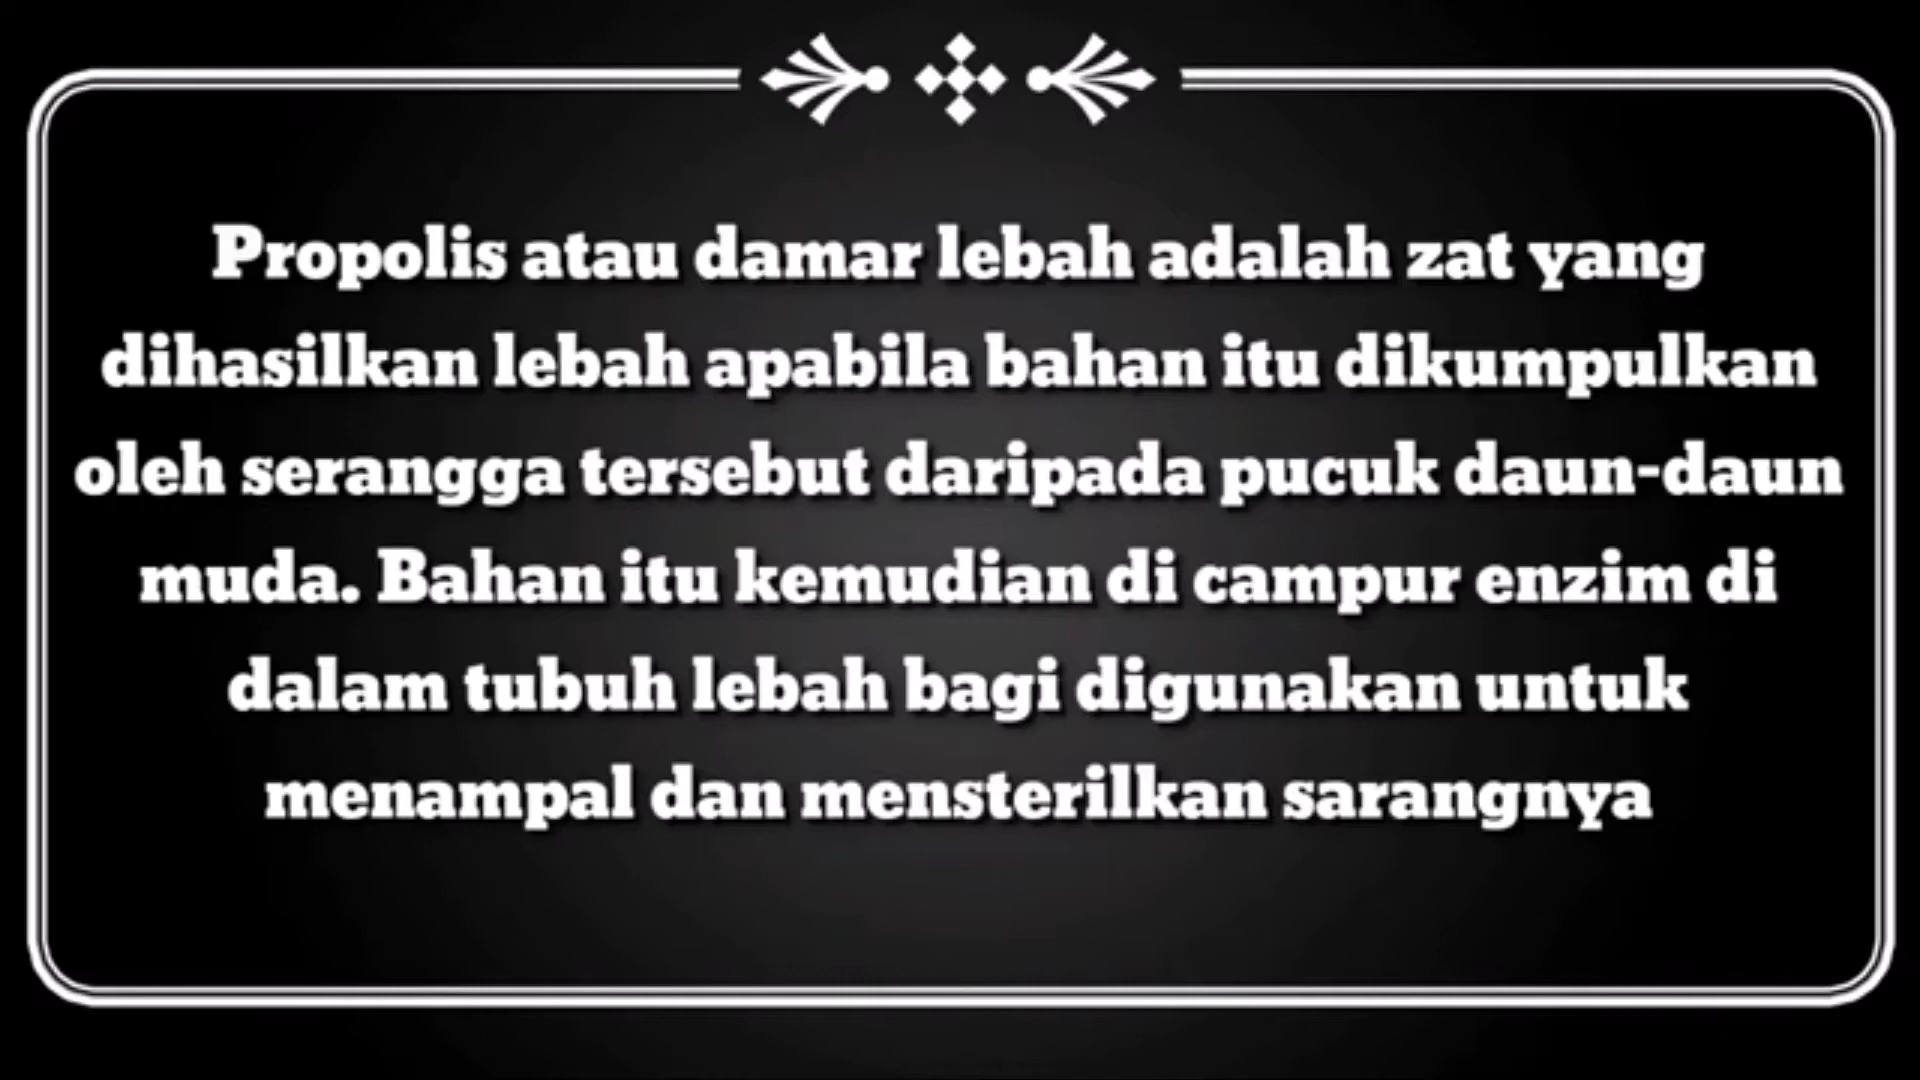 Propolis atau damar lebah adalah zat yang
dihasilkan lebah apabila bahan itu dikumpulkan
oleh serangga tersebut daripada pucuk daun-daun
muda. Bahan itu kemudian di campur enzim di
dalam tubuh lebah bagi digunakan untuk
menampal dan mensterilkan sarangnya